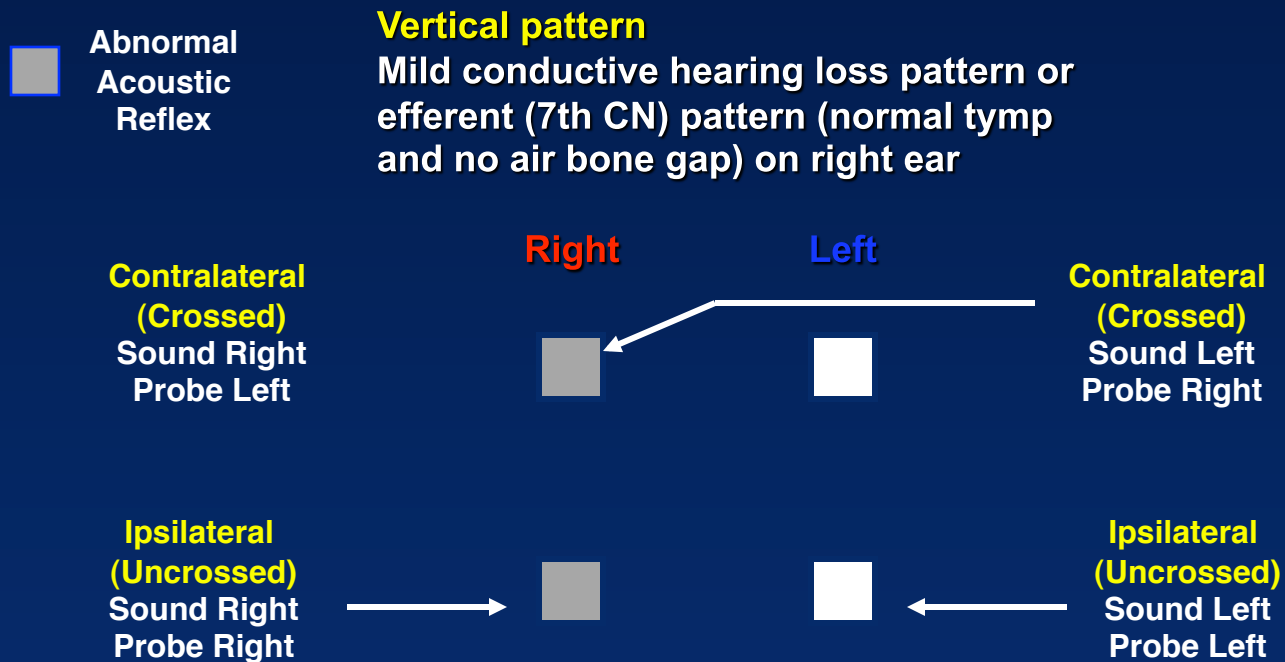 Abnormal
Acoustic
Reflex
Vertical pattern
Mild conductive hearing loss pattern or
efferent (7th CN) pattern (normal tymp
and no air bone gap) on right ear
Right
Left
Contralateral
(Crossed)
Sound Right
Probe Left
Contralateral
(Crossed)
Sound Left
Probe Right
Ipsilateral
(Uncrossed)
Sound Right
Probe Right
Ipsilateral
(Uncrossed)
Sound Left
Probe Left